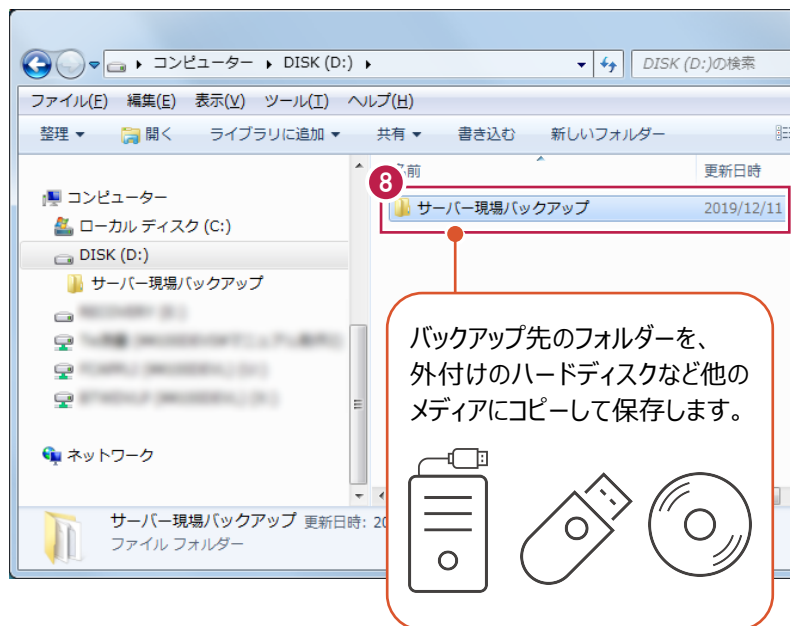 コンピューター ▸ DISK (D:) ▸
DISK (D:)の検索
ファイル(F) 編集(E) 表示(V) ツール(T) ヘルプ(H)
整理 開く ライブラリに追加 共有 書き込む 新しいフォルダー
前 更新日時
8
サーバー現場バックアップ 2019/12/11
コンピューター
ローカル ディスク (C:)
DISK (D:)
サーバー現場バックアップ
ネットワーク
バックアップ先のフォルダーを、
外付けのハードディスクなど他の
メディアにコピーして保存します。
サーバー現場バックアップ 更新日時: 20
ファイル フォルダー